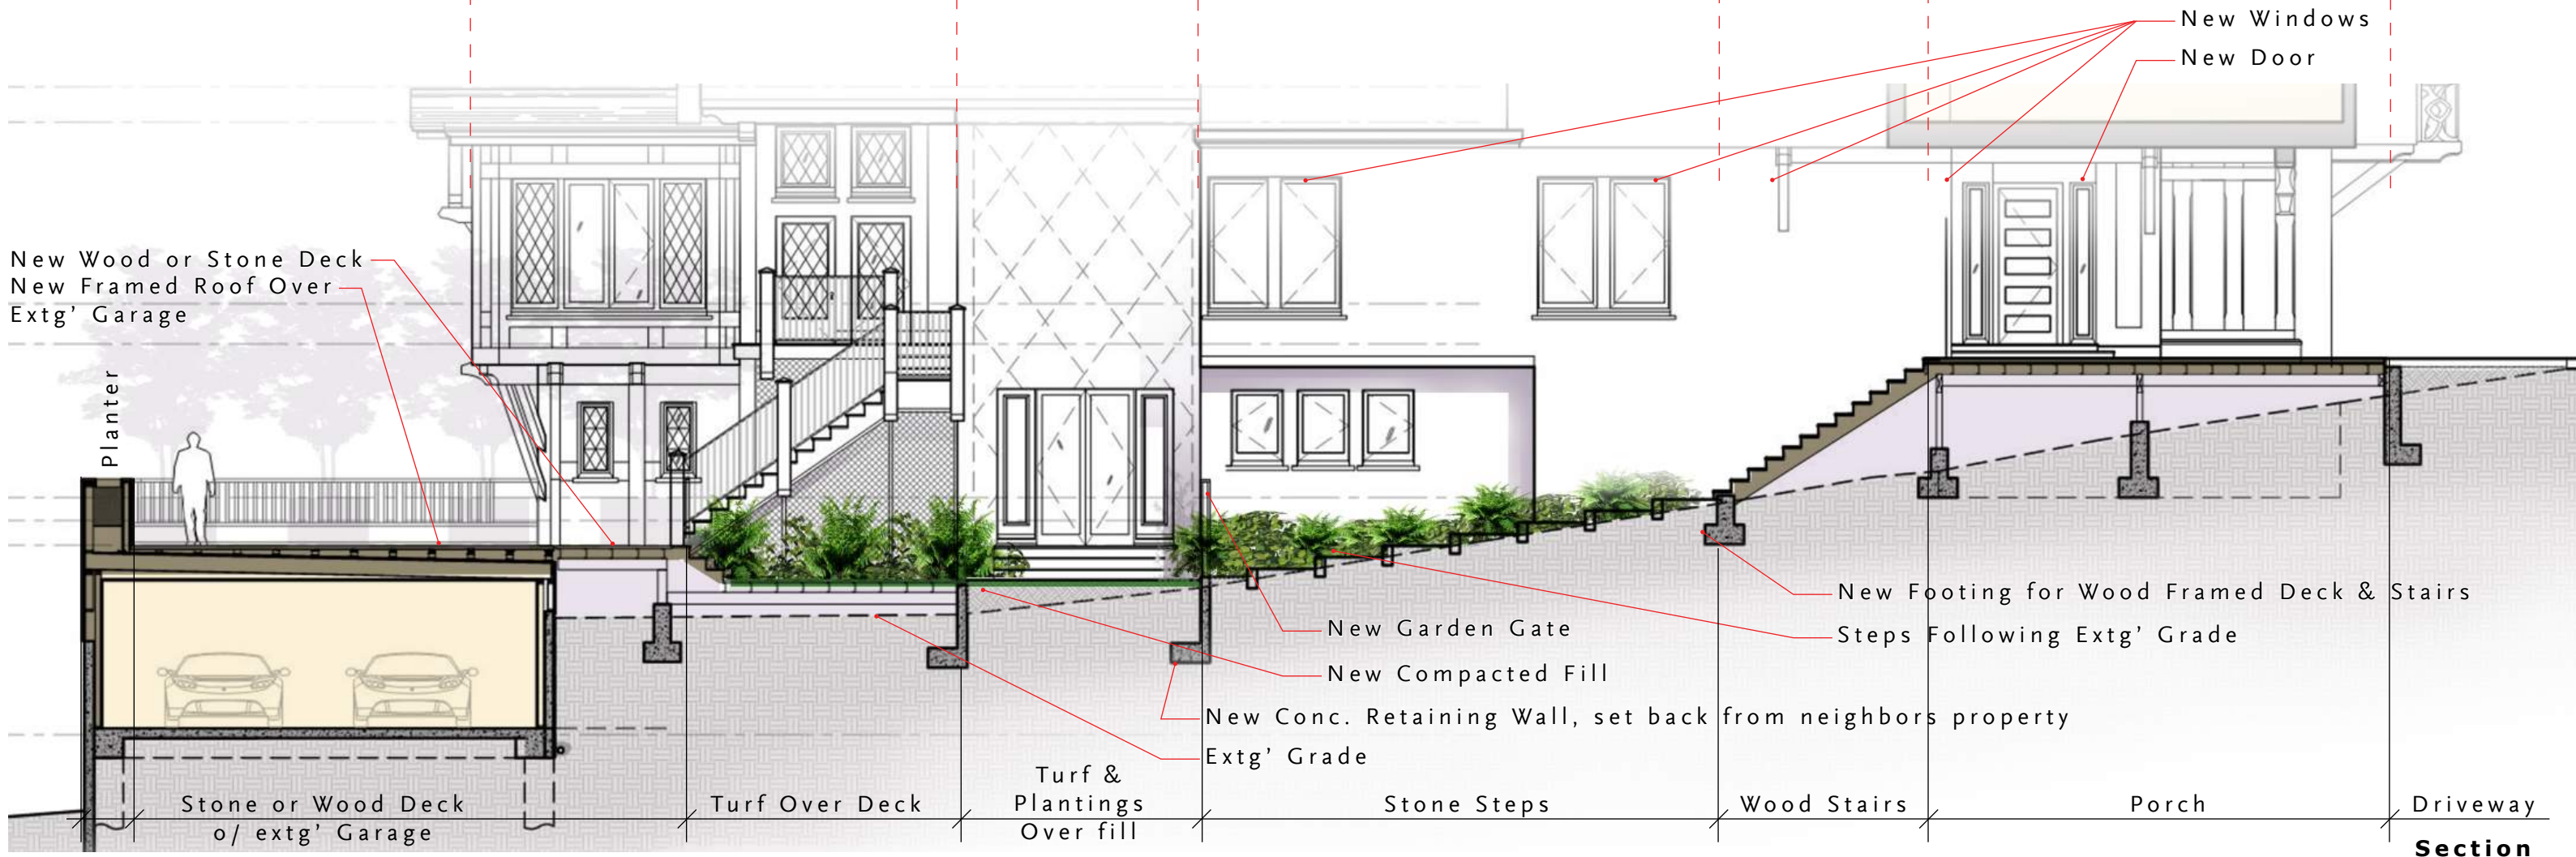 New Windows
New Door
New Wood or Stone Deck
New Framed Roof Over
Extg' Garage
Planter
New Footing for Wood Framed Deck & Stairs
Steps Following Extg' Grade
New Garden Gate
New Compacted Fill
New Conc. Retaining Wall, set back from neighbors property
Extg' Grade
Stone or Wood Deck
o/ extg' Garage
Turf Over Deck
Turf &
Plantings
Over fill
Stone Steps
Wood Stairs
Porch
Driveway
Section